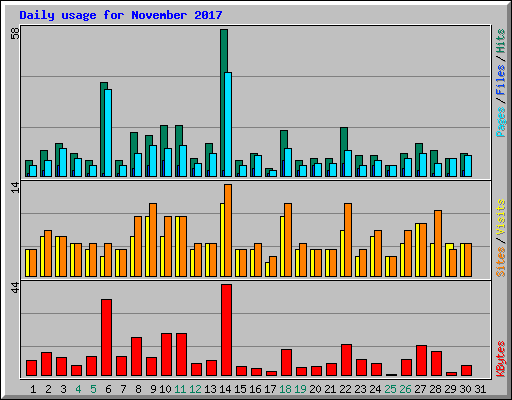 Daily usage for November 2017
58
Pages / Files / Hits
14
Sites / Visits
44
KBytes
1 2 3 4 5 6 7 8 9 10 11 12 13 14 15 16 17 18 19 20 21 22 23 24 25 26 27 28 29 30 31